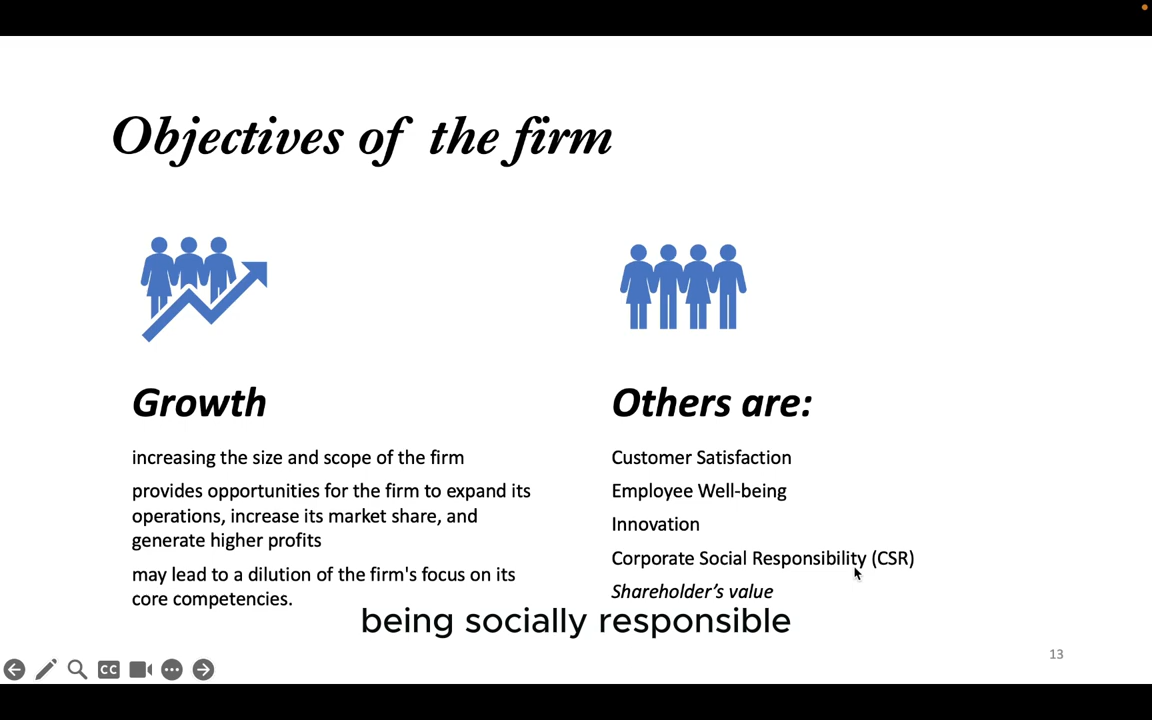 Objectives of the firm
Growth
increasing the size and scope of the firm
provides opportunities for the firm to expand its
operations, increase its market share, and
generate higher profits
may lead to a dilution of the firm's focus on its
core competencies.
Others are:
Customer Satisfaction
Employee Well-being
Innovation
Corporate Social Responsibility (CSR)
Shareholder’s value
being socially responsible
13
CC